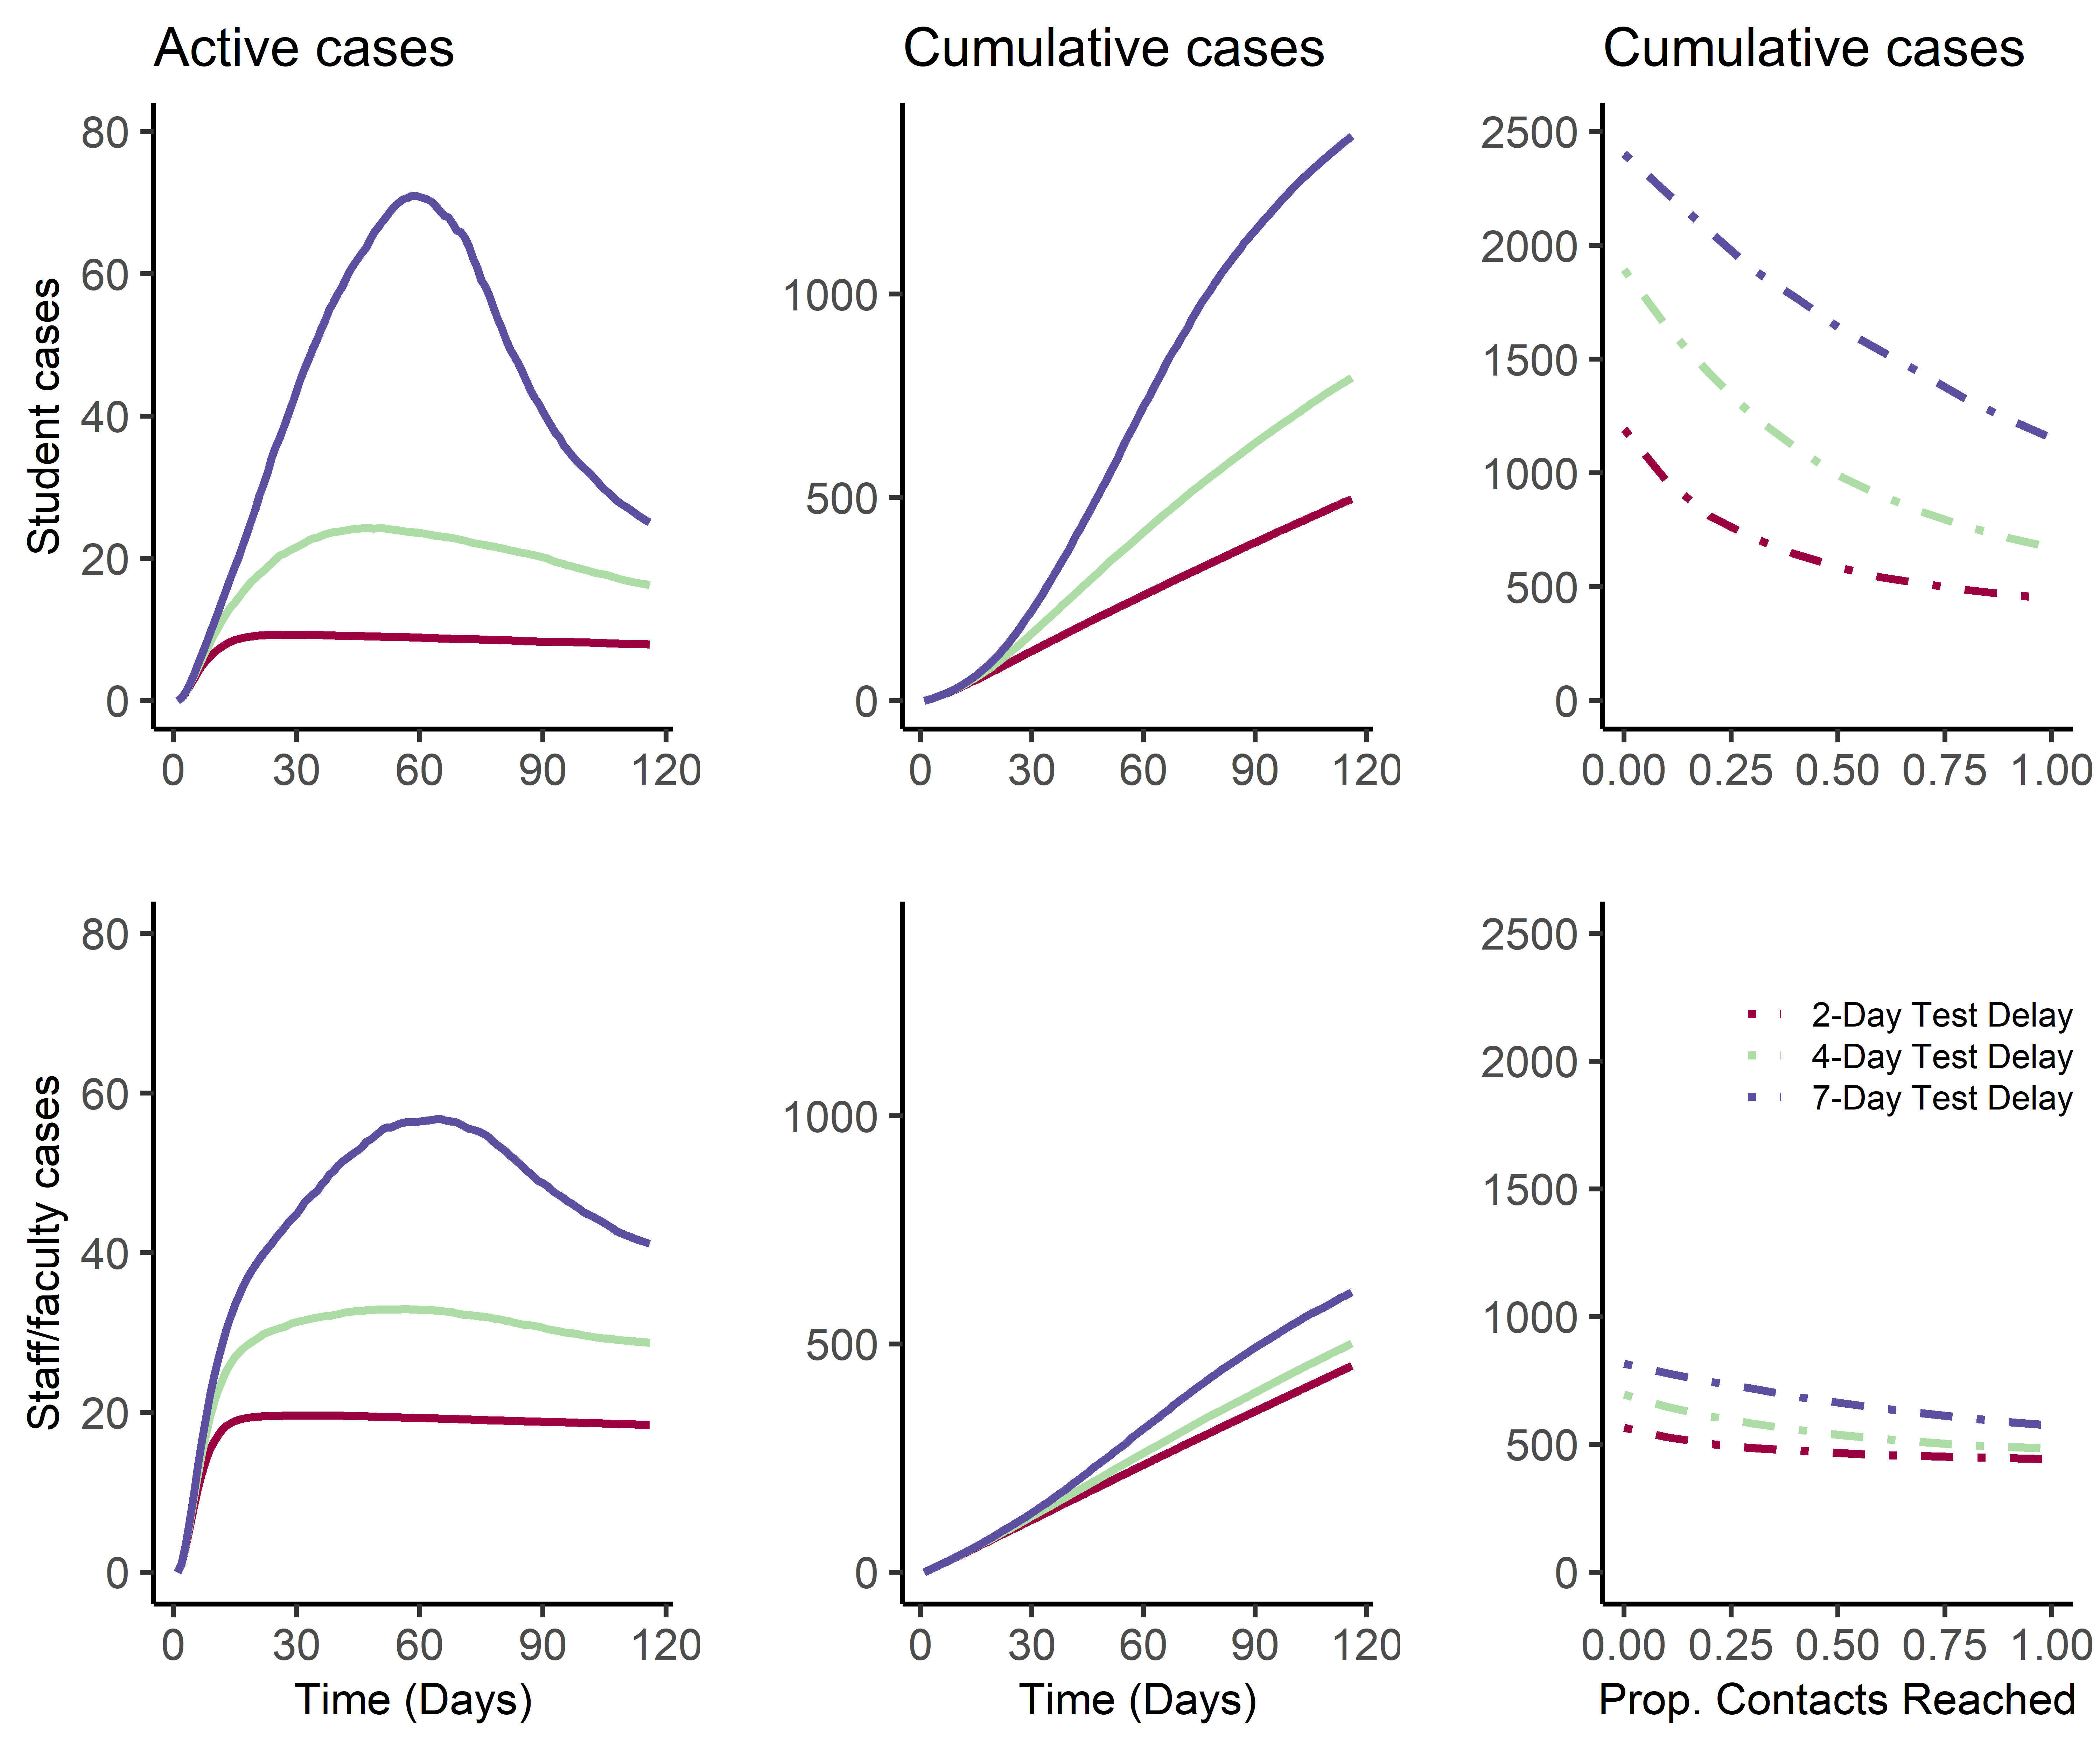 Active cases
Cumulative cases
Cumulative cases
Student cases
80
60
40
20
0
0 30 60 90 120
1000
500
0
0 30 60 90 120
2500
2000
1500
1000
500
0
0.00 0.25 0.50 0.75 1.00
Staff/faculty cases
80
60
40
20
0
0 30 60 90 120
Time (Days)
1000
500
0
0 30 60 90 120
Time (Days)
2500
2000
1500
1000
500
0
2-Day Test Delay
4-Day Test Delay
7-Day Test Delay
0.00 0.25 0.50 0.75 1.00
Prop. Contacts Reached